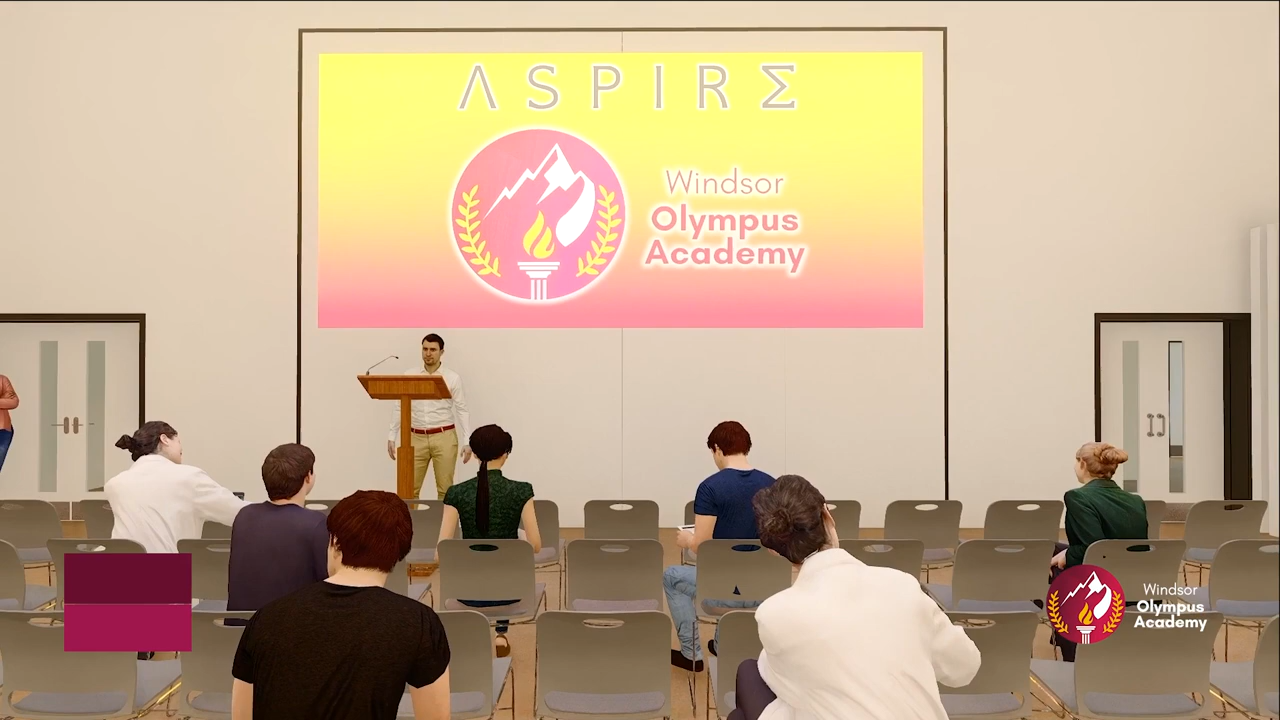 ΛSPIRΣ
Windsor
Olympus
Academy
Windsor
Olympus
Academy